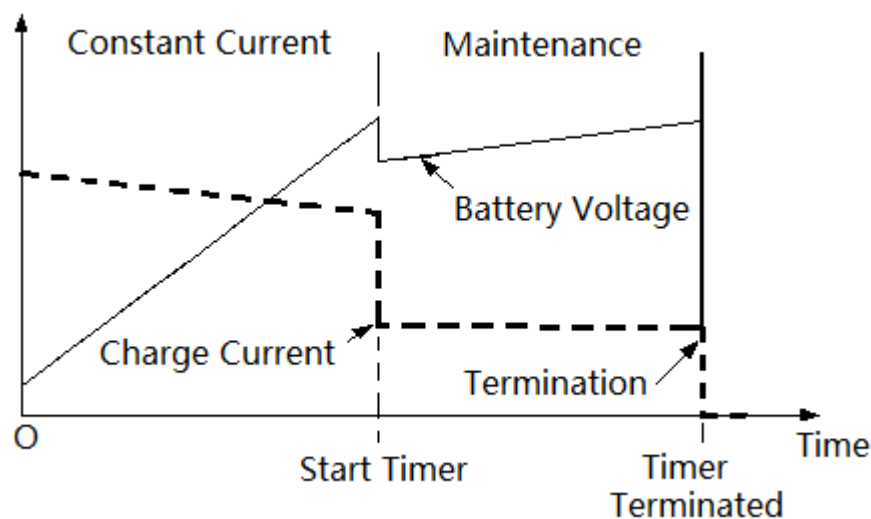 Constant Current
Maintenance
Battery Voltage
Charge Current
Termination
O
Time
Start Timer
Timer
Terminated